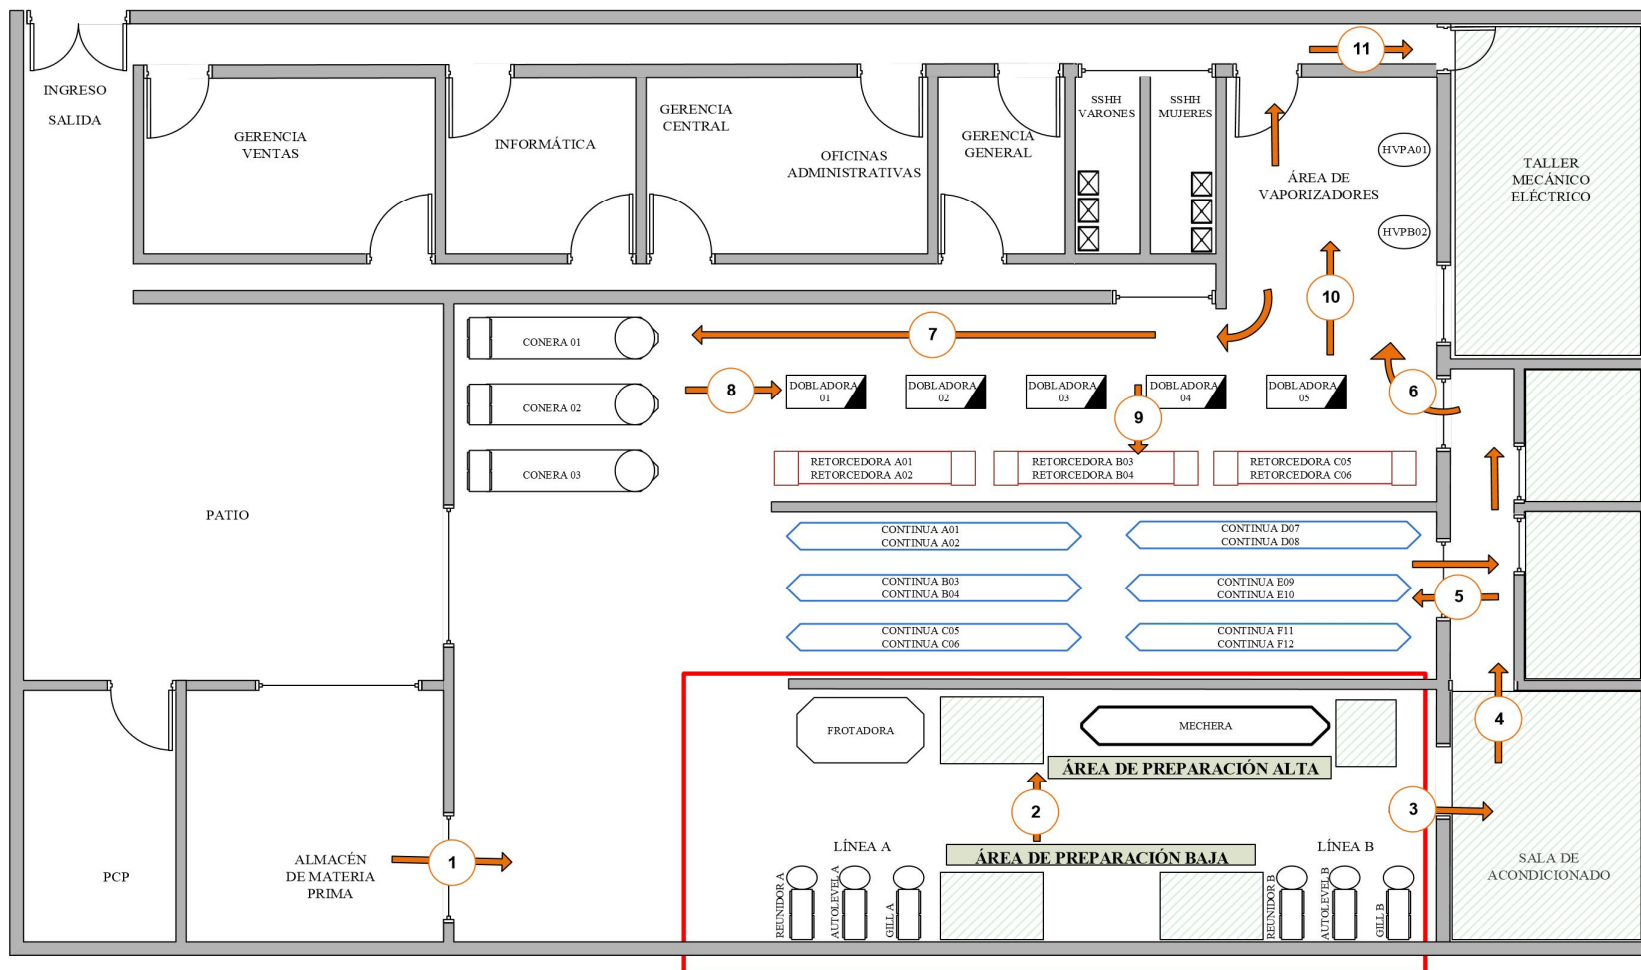 INGRESO
SALIDA
GERENCIA
VENTAS
INFORMÁTICA
GERENCIA
CENTRAL
OFICINAS
ADMINISTRATIVAS
GERENCIA
GENERAL
SSHH
VARONES
SSHH
MUJERES
11
HVPA01
ÁREA DE
VAPORIZADORES
HVPB02
TALLER
MECÁNICO
ELÉCTRICO
10
7
CONERA 01
CONERA 02
CONERA 03
8
DOBLADORA
01
DOBLADORA
02
DOBLADORA
03
DOBLADORA
04
DOBLADORA
05
6
9
RETORCEDORA A01
RETORCEDORA A02
RETORCEDORA B03
RETORCEDORA B04
RETORCEDORA C05
RETORCEDORA C06
PATIO
CONTINUA A01
CONTINUA A02
CONTINUA D07
CONTINUA D08
CONTINUA B03
CONTINUA B04
CONTINUA E09
CONTINUA E10
5
CONTINUA C05
CONTINUA C06
CONTINUA F11
CONTINUA F12
4
FROTADORA
MECHERA
ÁREA DE PREPARACIÓN ALTA
2
3
LÍNEA A
ÁREA DE PREPARACIÓN BAJA
LÍNEA B
1
PCP
ALMACÉN
DE MATERIA
PRIMA
REUNIDOR A
AUTOLEVEL A
GILL A
REUNIDOR B
AUTOLEVEL B
GILL B
SALA DE
ACONDICIONADO